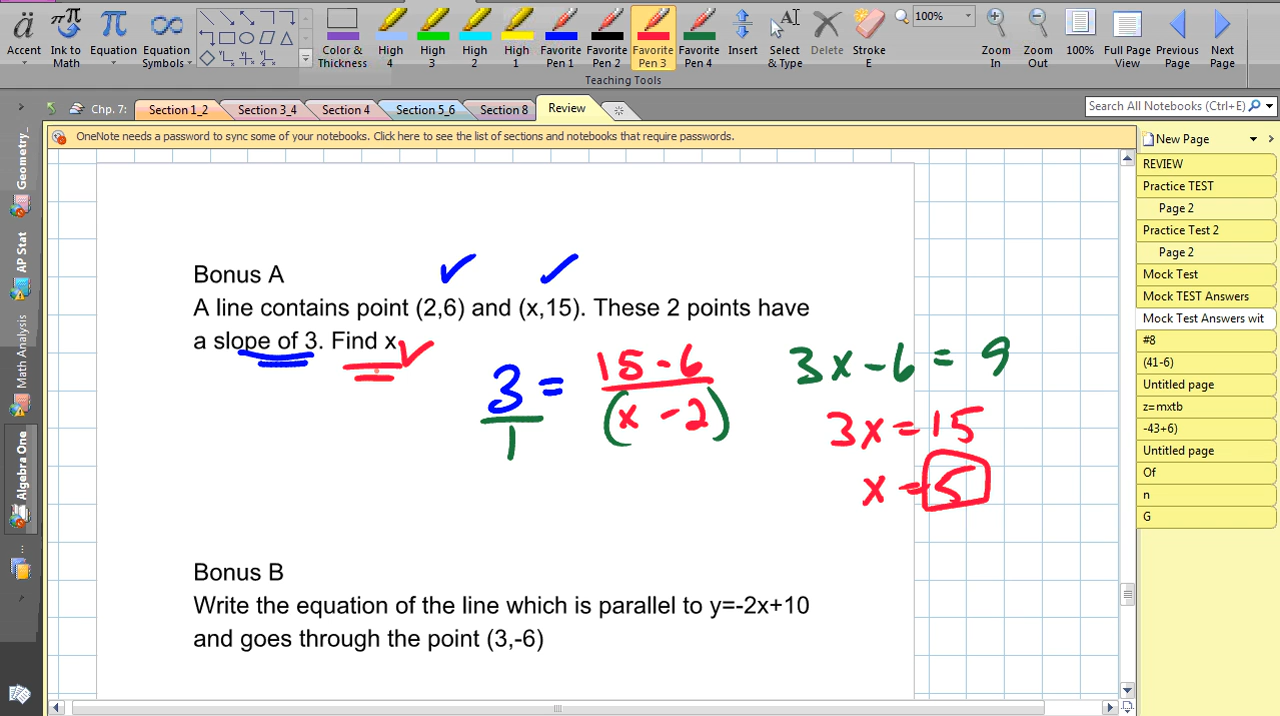 Accent
Ink to Math
Equation
Equation Symbols
Color & Thickness
High 4
High 3
High 2
High 1
Favorite Pen 1
Favorite Pen 2
Favorite Pen 3
Favorite Pen 4
Insert
Select & Type
Delete
Stroke E
100%
Zoom In
Zoom Out
100%
Full Page View
Previous Page
Next Page
Teaching Tools
Chp. 7:
Section 1_2
Section 3_4
Section 4
Section 5_6
Section 8
Review
Search All Notebooks (Ctrl+E)
OneNote needs a password to sync some of your notebooks. Click here to see the list of sections and notebooks that require passwords.
New Page
REVIEW
Practice TEST
Page 2
Practice Test 2
Page 2
Mock Test
Mock TEST Answers
Mock Test Answers wit
#8
(41-6)
Untitled page
z=mxtb
-43+6)
Untitled page
Of
n
G
Geometry
AP Stat
Math Analysis
Algebra One
Bonus A
A line contains point (2,6) and (x,15). These 2 points have
a slope of 3. Find x
3/1 = (15 - 6)/(x - 2)
3x - 6 = 9
3x = 15
x = 5
Bonus B
Write the equation of the line which is parallel to y=-2x+10
and goes through the point (3,-6)